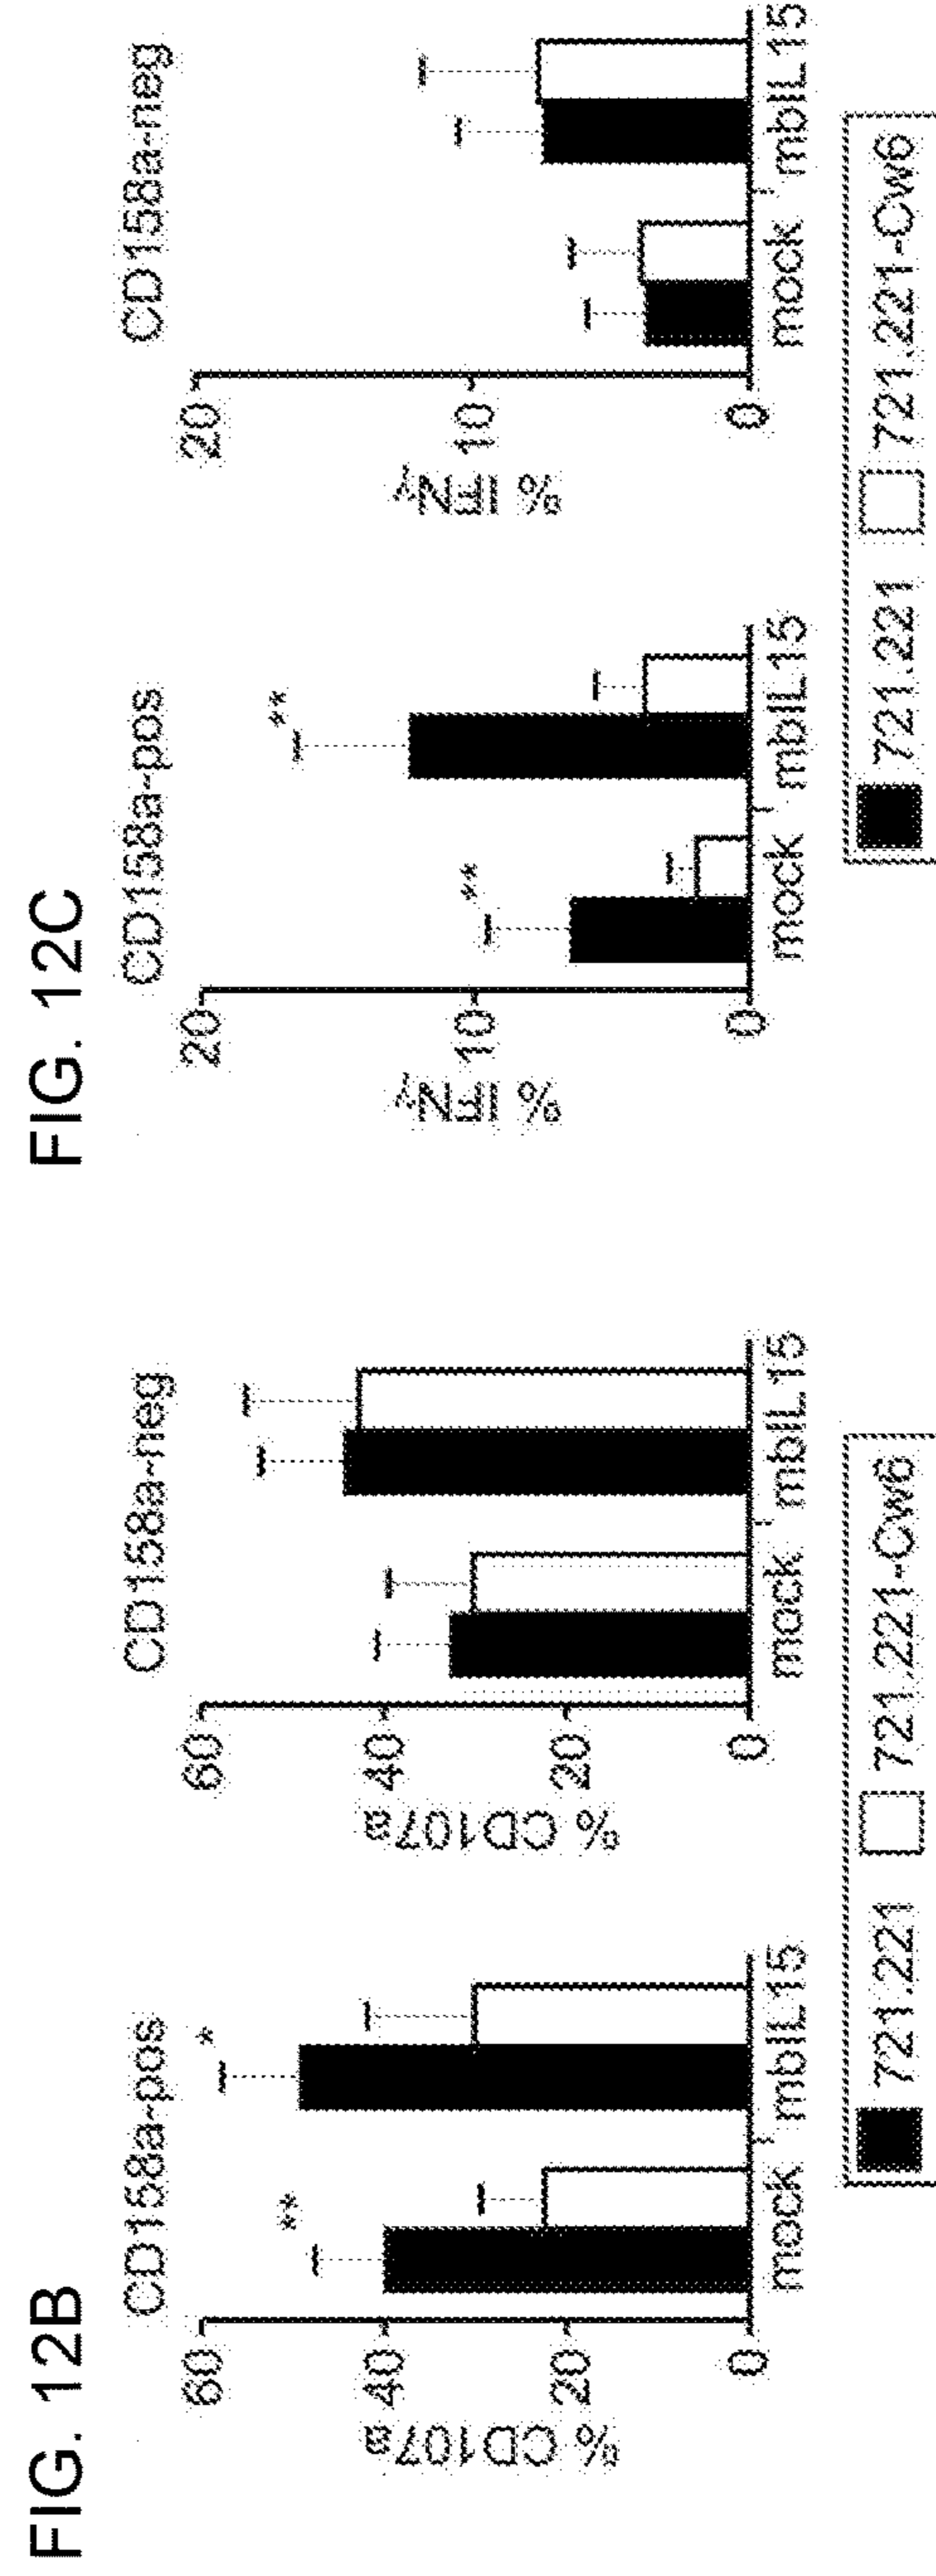 FIG. 12B
CD158a-pos
% CD107a
60
40
20
0
**
*
mock
mbIL15
CD158a-neg
% CD107a
60
40
20
0
mock
mbIL15
721.221
721.221-Cw6
FIG. 12C
CD158a-pos
% IFNγ
20
10
0
**
**
mock
mbIL15
CD158a-neg
% IFNγ
20
10
0
mock
mbIL15
721.221
721.221-Cw6